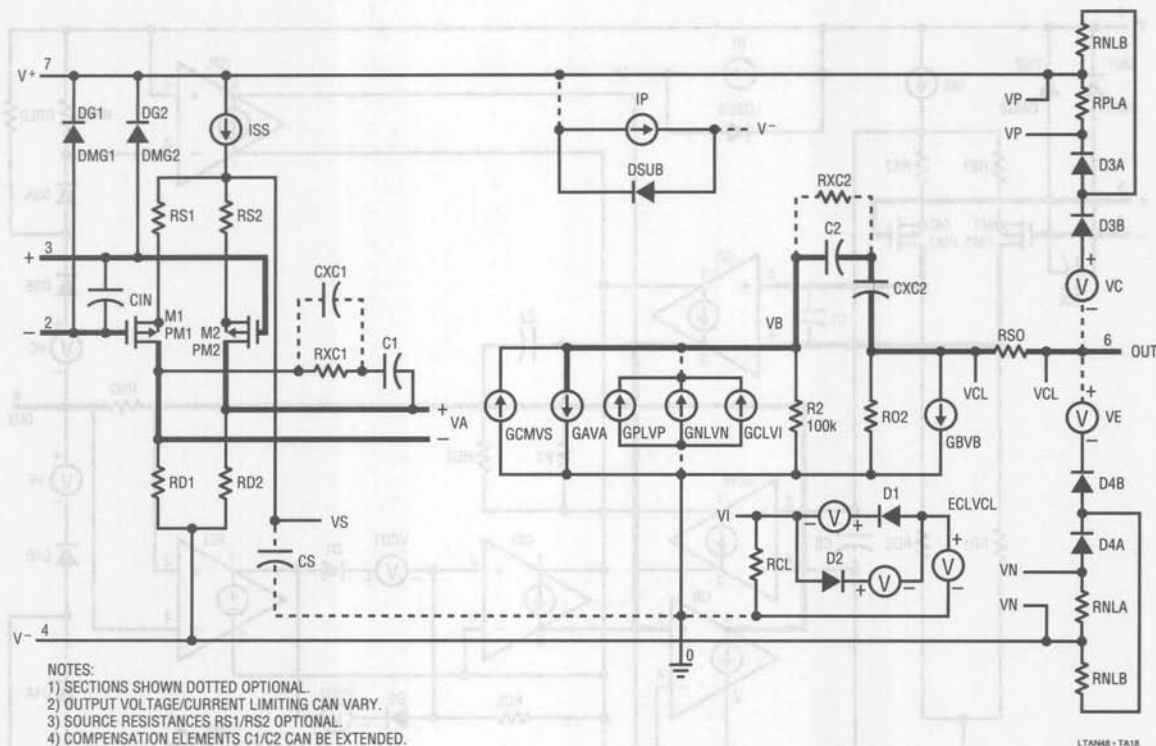 RNLB
V+ 7
VP
RPLA
VP
DG1
DMG1
DG2
DMG2
ISS
IP
V−
DSUB
D3A
D3B
+
VC
−
RS1
RS2
RXC2
C2
CXC2
+ 3
CIN
− 2
M1
PM1
M2
PM2
CXC1
RXC1
C1
VB
RSO
6
OUT
VCL
VCL
+
VA
−
GCMVS
GAVA
GPLVP
GNLVN
GCLVI
R2
100k
RO2
GBVB
+
VE
−
RD1
RD2
D4B
VS
CS
VI
RCL
−
V
+
D1
D2
+
V
−
ECLVCL
+
V
−
D4A
VN
VN
RNLA
V− 4
0
RNLB
NOTES:
1) SECTIONS SHOWN DOTTED OPTIONAL.
2) OUTPUT VOLTAGE/CURRENT LIMITING CAN VARY.
3) SOURCE RESISTANCES RS1/RS2 OPTIONAL.
4) COMPENSATION ELEMENTS C1/C2 CAN BE EXTENDED.
LTAN48 • TA18